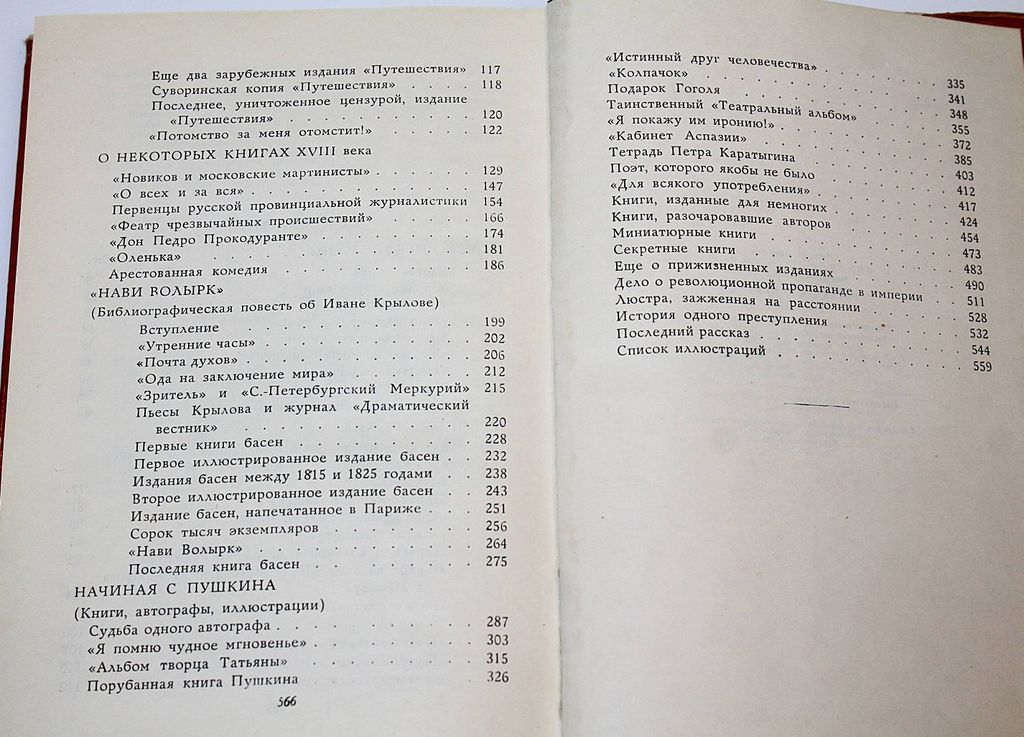 Еще два зарубежных издания «Путешествия» 117
Суворинская копия «Путешествия» . . . . 118
Последнее, уничтоженное цензурой, издание
«Путешествия» . . . . . . . . . . 120
«Потомство за меня отомстит!» . . . . . 122
О НЕКОТОРЫХ КНИГАХ XVIII века
«Новиков и московские мартинисты» . . . . . 129
«О всех и за вся» . . . . . . . . . . . 147
Первенцы русской провинциальной журналистики 154
«Феатр чрезвычайных происшествий» . . . . . 166
«Дон Педро Прокодуранте» . . . . . . . . 174
«Оленька» . . . . . . . . . . . . . 181
Арестованная комедия . . . . . . . . . 186
«НАВИ ВОЛЫРК»
(Библиографическая повесть об Иване Крылове)
Вступление . . . . . . . . . . . . 199
«Утренние часы» . . . . . . . . . . 202
«Почта духов» . . . . . . . . . . . 206
«Ода на заключение мира» . . . . . . 212
«Зритель» и «С.-Петербургский Меркурий» 215
Пьесы Крылова и журнал «Драматический
вестник» . . . . . . . . . . . . 220
Первые книги басен . . . . . . . . . 228
Первое иллюстрированное издание басен . . 232
Издания басен между 1815 и 1825 годами . . 238
Второе иллюстрированное издание басен . . 243
Издание басен, напечатанное в Париже . . . 251
Сорок тысяч экземпляров . . . . . . . 256
«Нави Волырк» . . . . . . . . . . 264
Последняя книга басен . . . . . . . . 275
НАЧИНАЯ С ПУШКИНА
(Книги, автографы, иллюстрации)
Судьба одного автографа . . . . . . . . . 287
«Я помню чудное мгновенье» . . . . . . . . 303
«Альбом творца Татьяны» . . . . . . . . 315
Порубанная книга Пушкина . . . . . . . . 326
566
«Истинный друг человечества» . . . . . . . 335
«Колпачок» . . . . . . . . . . . . . 341
Подарок Гоголя . . . . . . . . . . . 348
Таинственный «Театральный альбом» . . . . . 355
«Я покажу им иронию!» . . . . . . . . . 372
«Кабинет Аспазии» . . . . . . . . . . 385
Тетрадь Петра Каратыгина . . . . . . . . 403
Поэт, которого якобы не было . . . . . . . 412
«Для всякого употребления» . . . . . . . . 417
Книги, изданные для немногих . . . . . . . 424
Книги, разочаровавшие авторов . . . . . . . 454
Миниатюрные книги . . . . . . . . . . 473
Секретные книги . . . . . . . . . . . 483
Еще о прижизненных изданиях . . . . . . . 490
Дело о революционной пропаганде в империи . . 511
Люстра, зажженная на расстоянии . . . . . . 528
История одного преступления . . . . . . . 532
Последний рассказ . . . . . . . . . . 544
Список иллюстраций . . . . . . . . . . 559